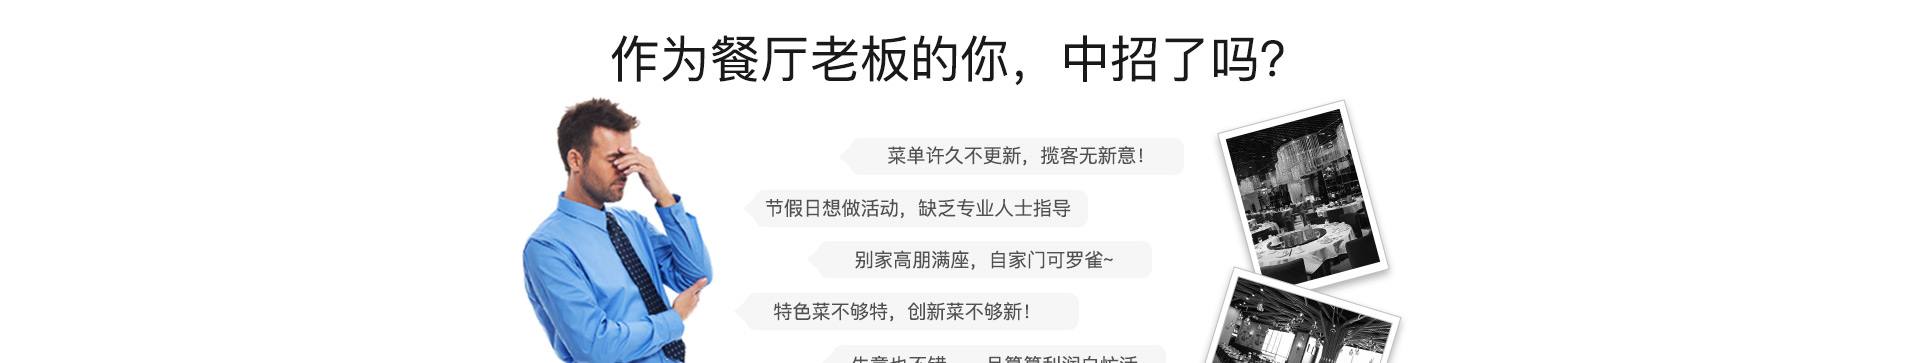 作为餐厅老板的你，中招了吗？
菜单许久不更新，揽客无新意！
节假日想做活动，缺乏专业人士指导
别家高朋满座，自家门可罗雀~
特色菜不够特，创新菜不够新！